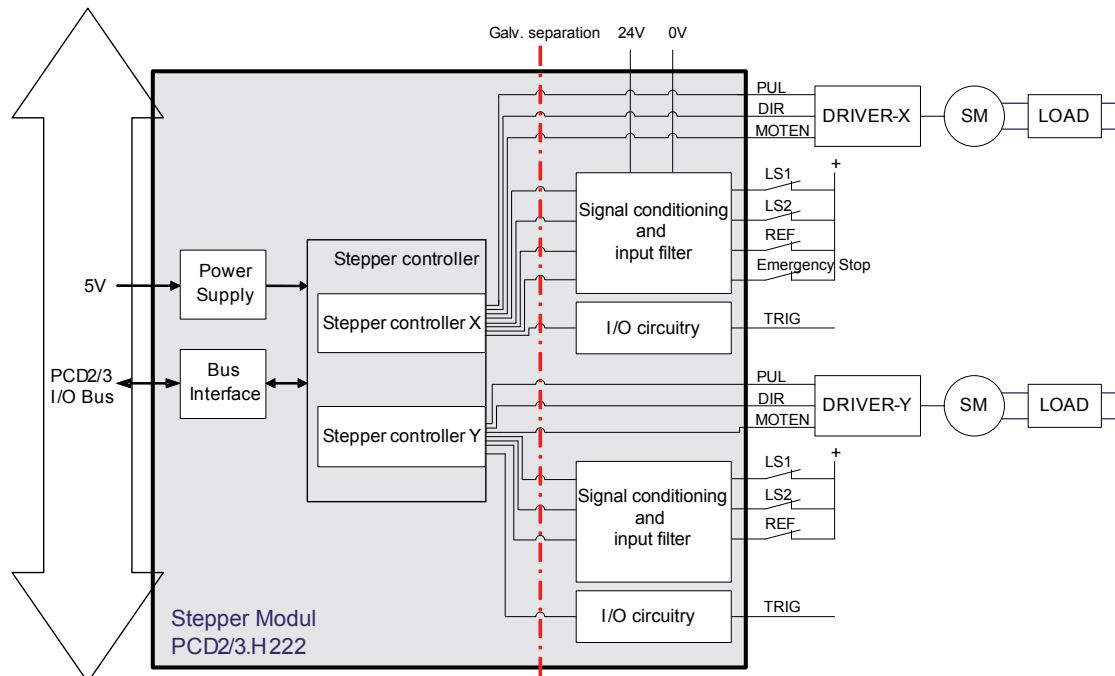 Galv. separation 24V 0V
PUL
DIR
MOTEN
DRIVER-X
SM
LOAD
+
LS1
LS2
REF
Emergency Stop
Signal conditioning
and
input filter
Stepper controller
Power
Supply
5V
Stepper controller X
I/O circuitry
TRIG
Bus
Interface
PCD2/3
I/O Bus
PUL
DIR
MOTEN
DRIVER-Y
SM
LOAD
Stepper controller Y
+
LS1
LS2
REF
Signal conditioning
and
input filter
I/O circuitry
TRIG
Stepper Modul
PCD2/3.H222